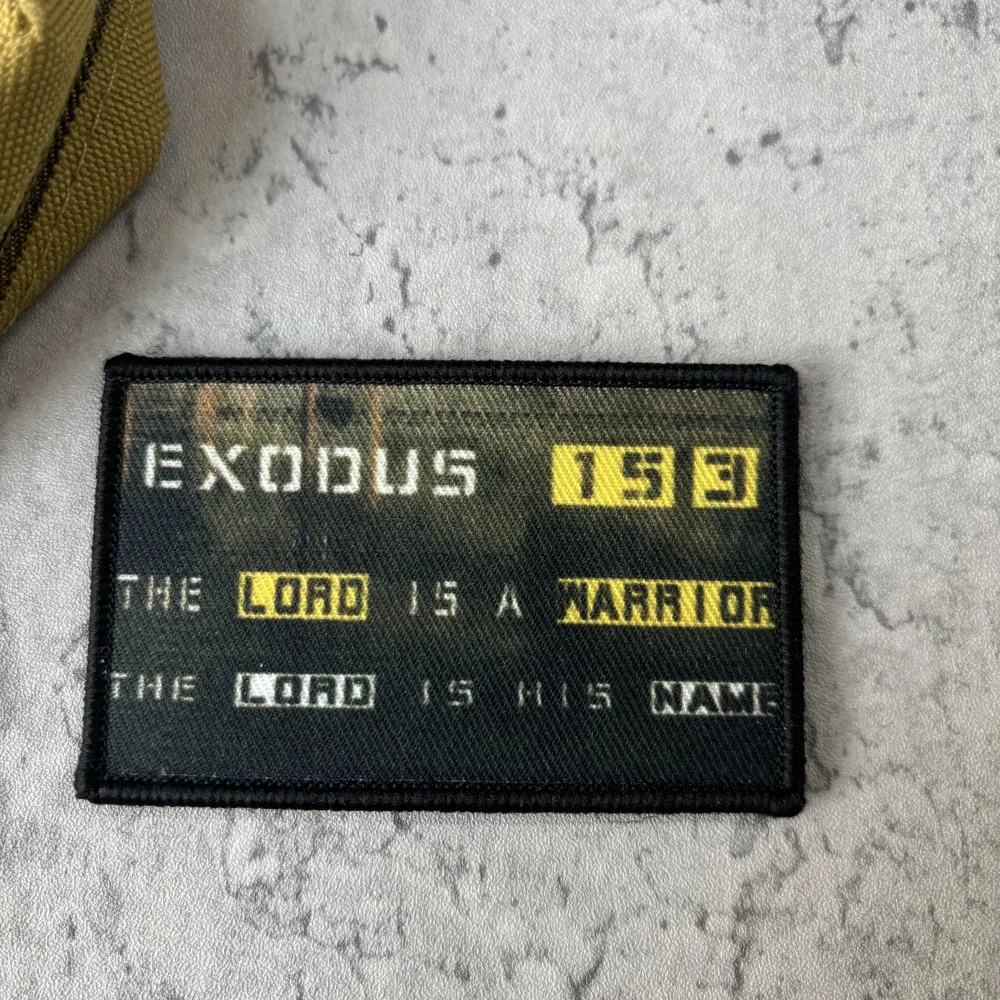 EXODUS 15 3
THE LORD IS A WARRIOR
THE LORD IS HIS NAME